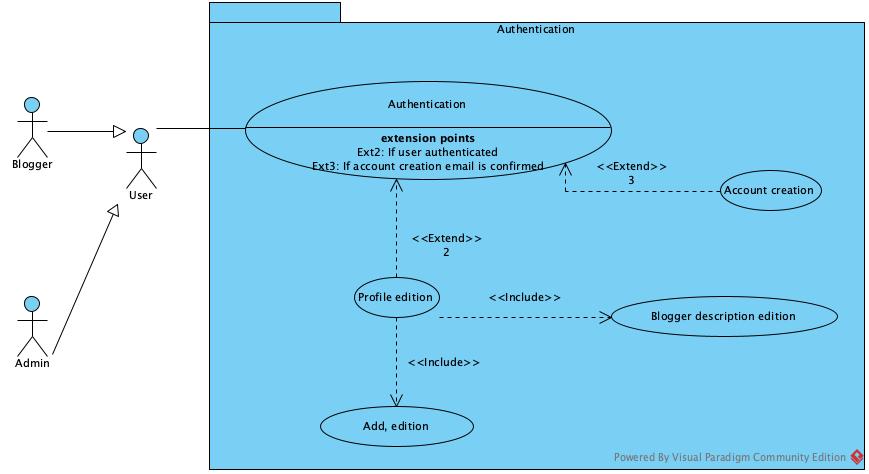 Authentication
Authentication
extension points
Ext2: If user authenticated
Ext3: If account creation email is confirmed
Blogger
User
<<Extend>>
3
Account creation
<<Extend>>
2
Profile edition
<<Include>>
Blogger description edition
Admin
<<Include>>
Add, edition
Powered By Visual Paradigm Community Edition